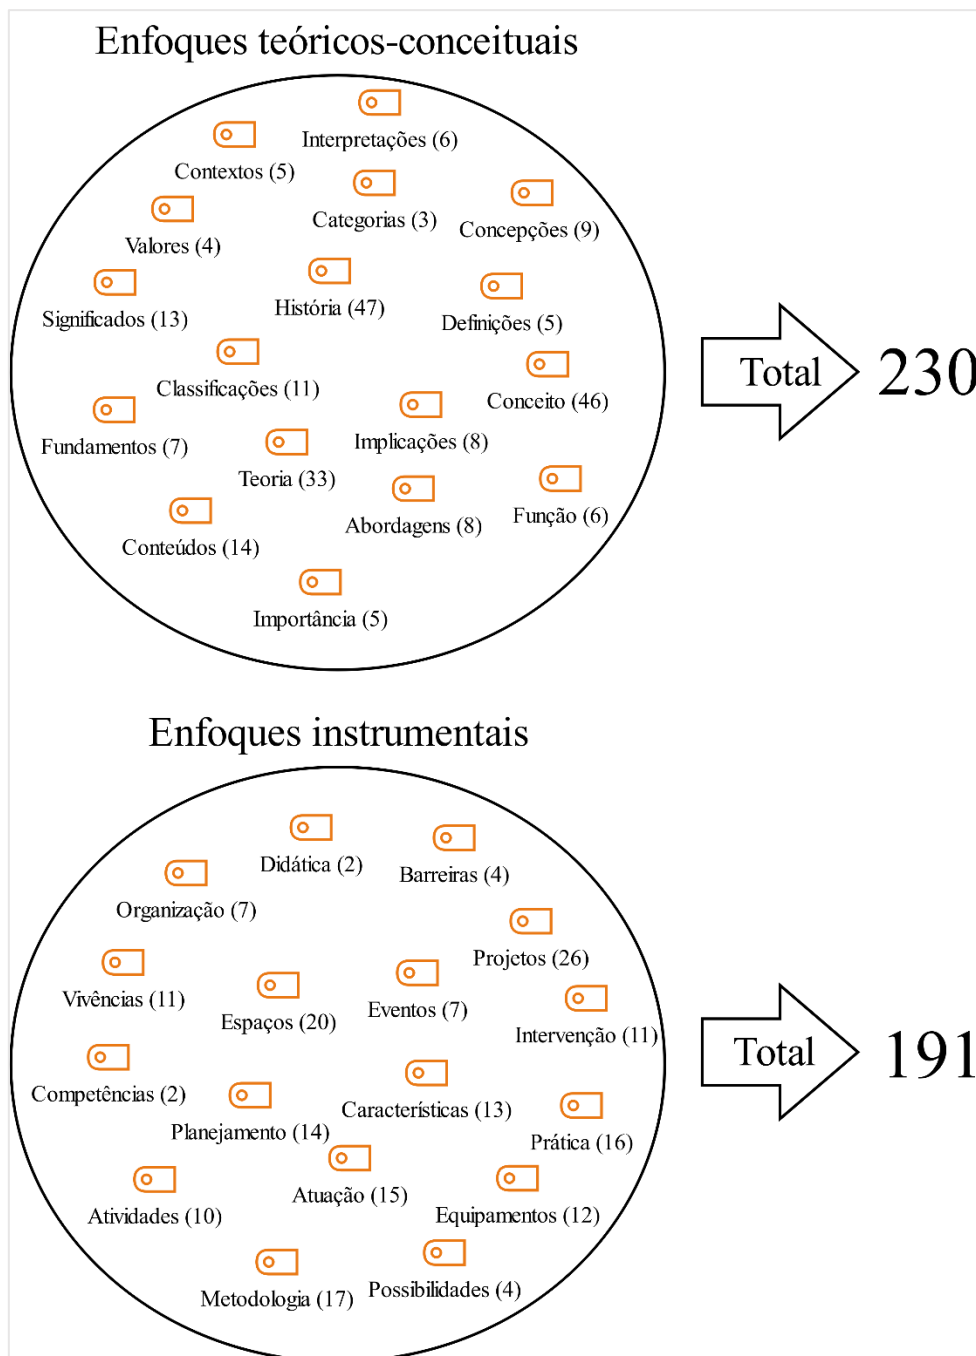 Enfoques teóricos-conceituais
Interpretações (6)
Contextos (5)
Categorias (3)
Concepções (9)
Valores (4)
História (47)
Significados (13)
Definições (5)
Classificações (11)
Conceito (46)
Fundamentos (7)
Implicações (8)
Teoria (33)
Abordagens (8)
Função (6)
Conteúdos (14)
Importância (5)
Total
230
Enfoques instrumentais
Didática (2)
Barreiras (4)
Organização (7)
Projetos (26)
Vivências (11)
Espaços (20)
Eventos (7)
Intervenção (11)
Competências (2)
Planejamento (14)
Características (13)
Prática (16)
Atividades (10)
Atuação (15)
Equipamentos (12)
Metodologia (17)
Possibilidades (4)
Total
191